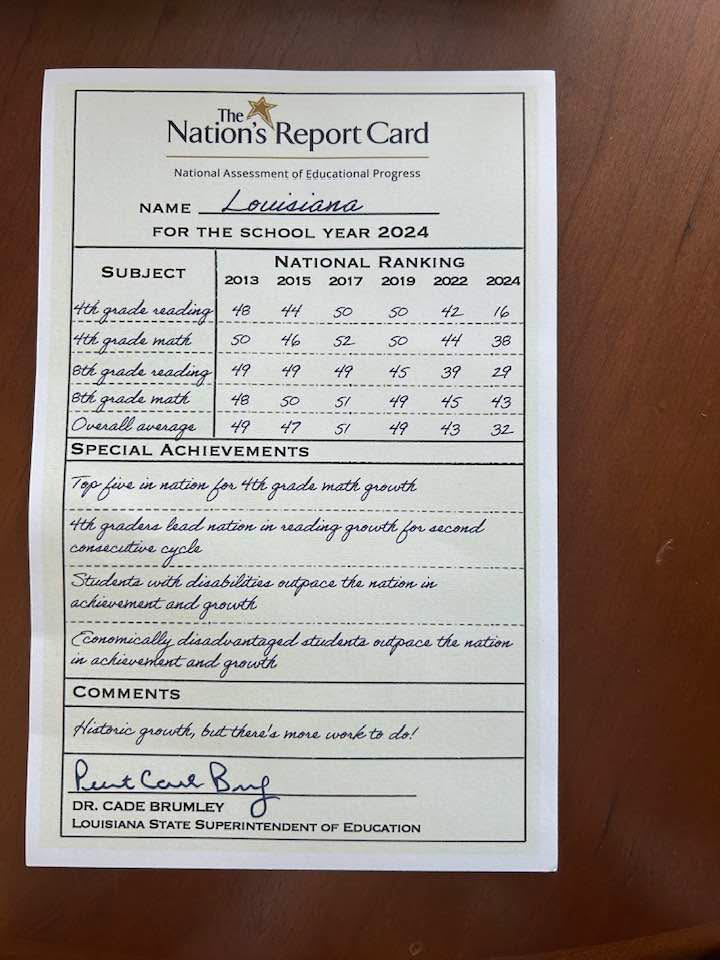 The
Nation's Report Card
National Assessment of Educational Progress
NAME Louisiana
FOR THE SCHOOL YEAR 2024
SUBJECT NATIONAL RANKING
2013 2015 2017 2019 2022 2024
4th grade reading 48 44 50 50 42 16
4th grade math 50 46 52 50 44 38
8th grade reading 49 49 49 45 39 29
8th grade math 48 50 51 49 45 43
Overall average 49 47 51 49 43 32
SPECIAL ACHIEVEMENTS
Top five in nation for 4th grade math growth
4th graders lead nation in reading growth for second
consecutive cycle
Students with disabilities outpace the nation in
achievement and growth
Economically disadvantaged students outpace the nation
in achievement and growth
COMMENTS
Historic growth, but there's more work to do!
DR. CADE BRUMLEY
LOUISIANA STATE SUPERINTENDENT OF EDUCATION